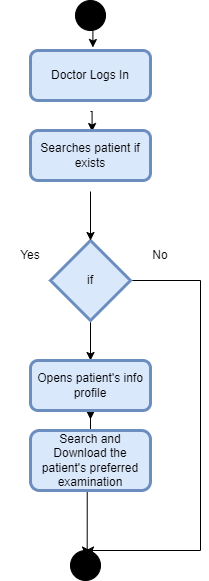 Doctor Logs In
Searches patient if
exists
Yes
No
if
Opens patient's info
profile
Search and
Download the
patient's preferred
examination